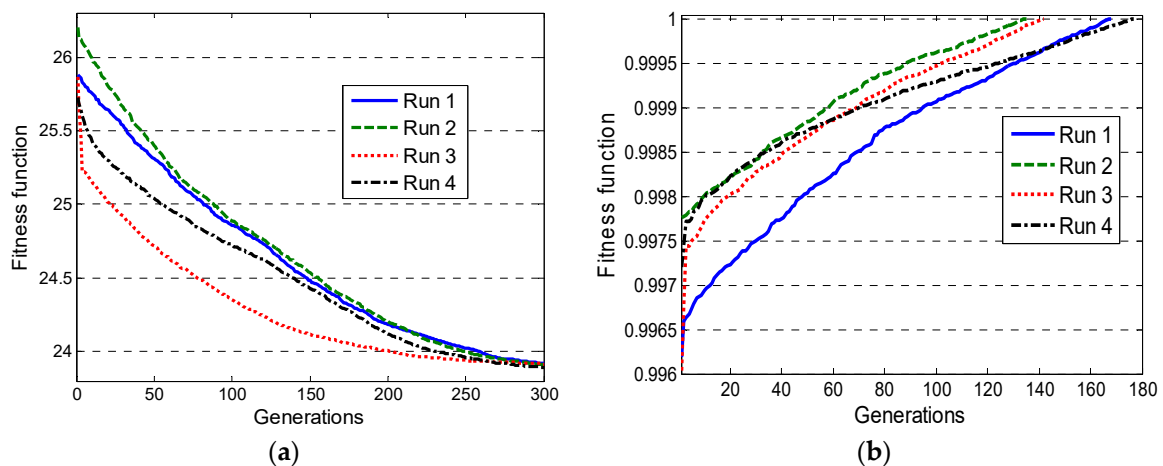 26
25.5
25
24.5
24
0
50
100
150
200
250
300
Fitness function
Generations
Run 1
Run 2
Run 3
Run 4
(a)
1
0.9995
0.999
0.9985
0.998
0.9975
0.997
0.9965
0.996
20
40
60
80
100
120
140
160
180
Fitness function
Generations
Run 1
Run 2
Run 3
Run 4
(b)